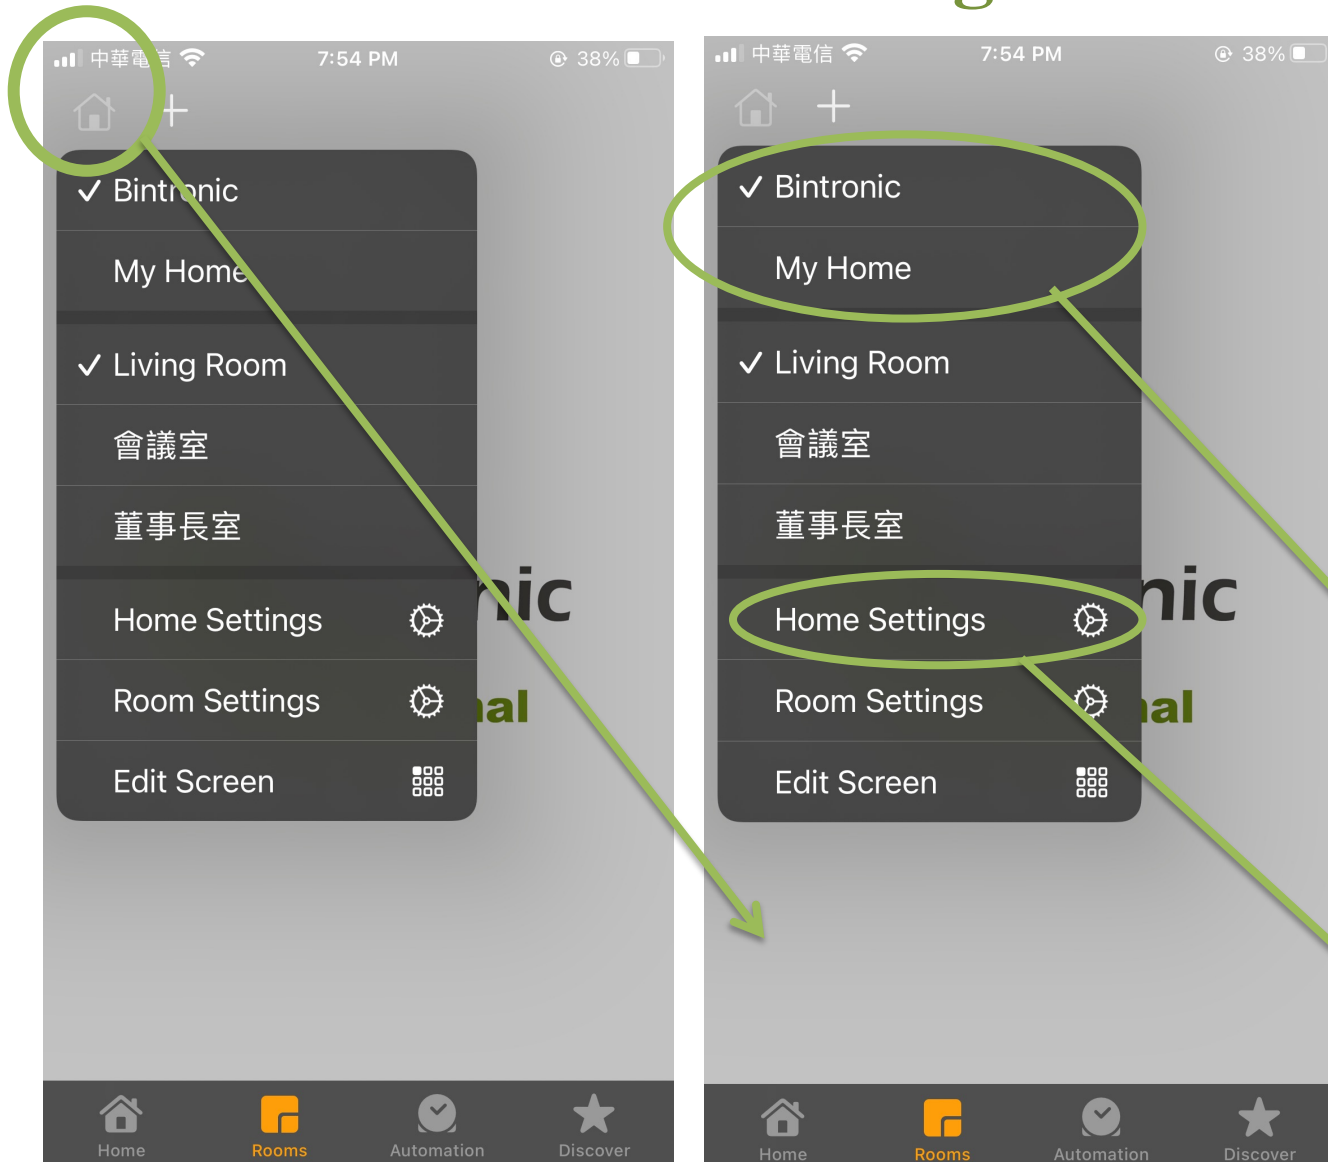 中華電信 7:54 PM 38%
Bintronic
My Home
Living Room
會議室
董事長室
Home Settings
Room Settings
Edit Screen
nic
nal
Home Rooms Automation Discover
中華電信 7:54 PM 38%
Bintronic
My Home
Living Room
會議室
董事長室
Home Settings
Room Settings
Edit Screen
nic
nal
Home Rooms Automation Discover